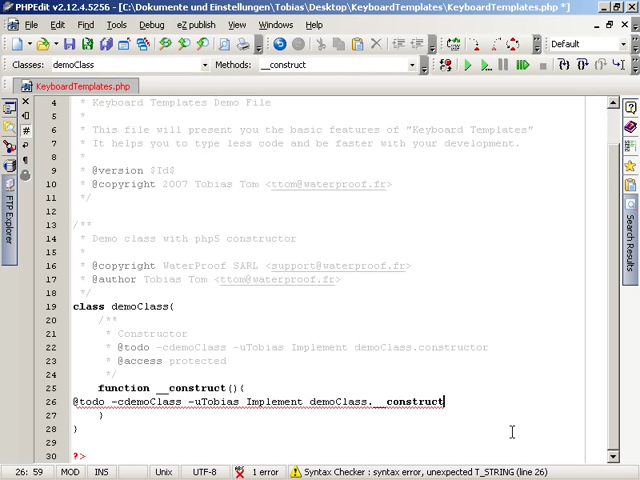 PHPEdit v2.12.4.5256 - [C:\Dokumente und Einstellungen\Tobias\Desktop\KeyboardTemplates\KeyboardTemplates.php *]
File Edit Go To Search Tools Debug eZ publish View Window Help
Default
Classes: demoClass Methods: __construct
KeyboardTemplates.php
4 * Keyboard Templates Demo File
5 *
6 * This file will present you the basic features of "Keyboard Templates"
7 * It helps you to type less code and be faster with your development.
8 *
9 * @version $Id$
10 * @copyright 2007 Tobias Tom <ttom@waterproof.fr>
11 */
12
13 /**
14 * Demo class with php5 constructor
15 *
16 * @copyright WaterProof SARL <support@waterproof.fr>
17 * @author Tobias Tom <ttom@waterproof.fr>
18 */
19 class demoClass{
20 /**
21 * Constructor
22 * @todo -cdemoClass -uTobias Implement demoClass.constructor
23 * @access protected
24 */
25 function __construct(){
26 @todo -cdemoClass -uTobias Implement demoClass.__construct
27 }
28 }
29
30 ?>
FTP Explorer
Search Results
26: 59 MOD INS Unix UTF-8 1 error Syntax Checker : syntax error, unexpected T_STRING (line 26)